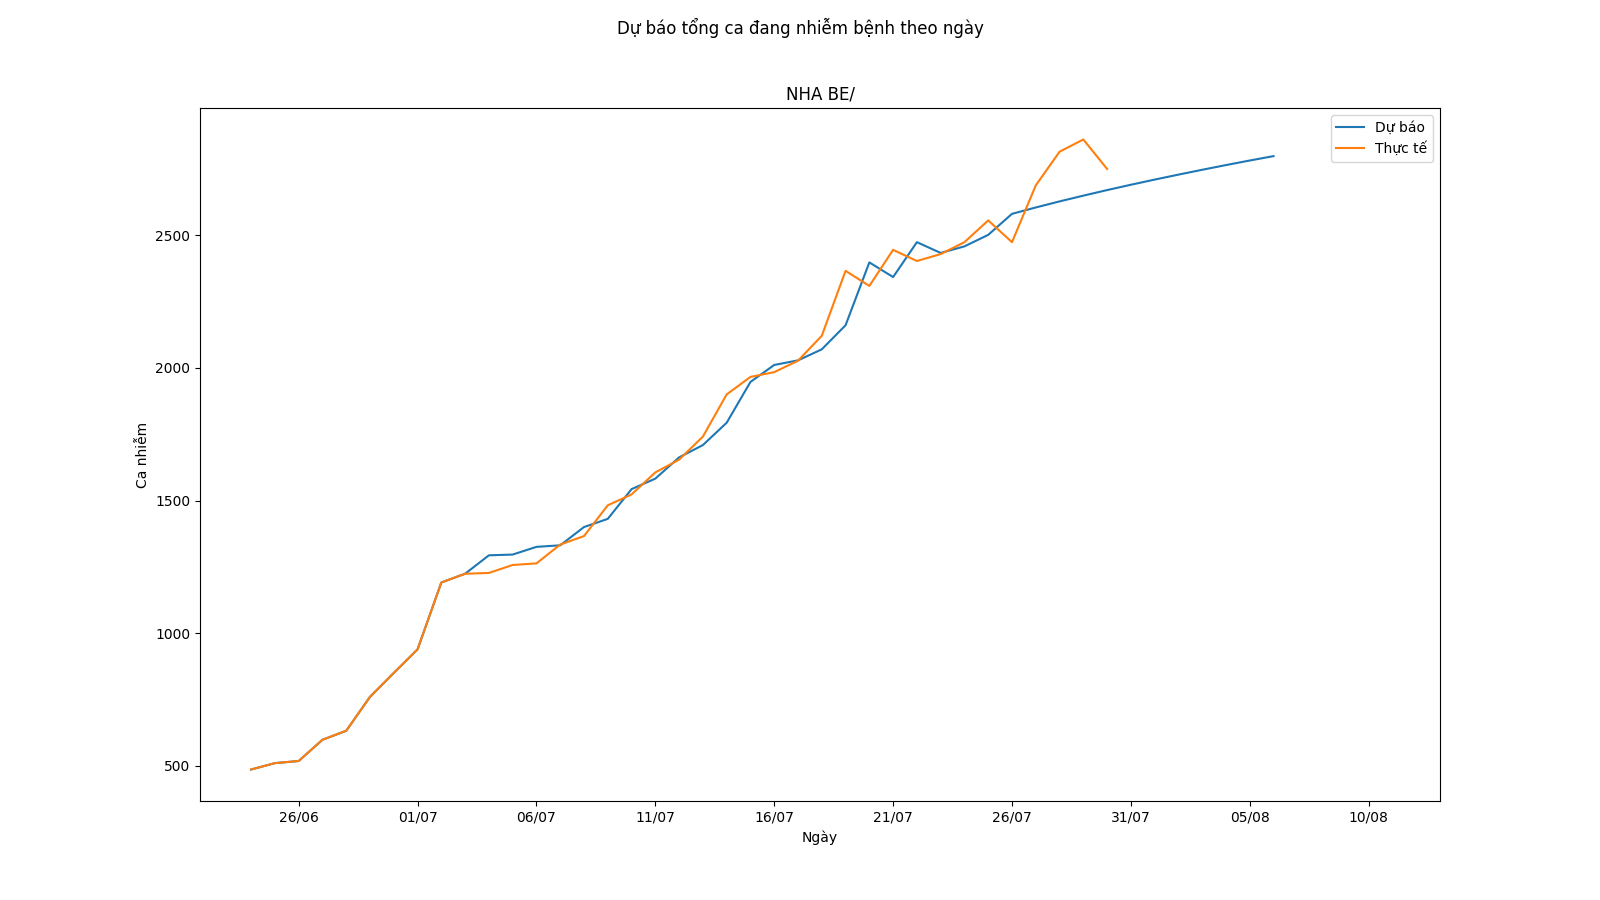 Dự báo tổng ca đang nhiễm bệnh theo ngày
NHA BE/
Dự báo
Thực tế
Ca nhiễm
2500
2000
1500
1000
500
26/06 01/07 06/07 11/07 16/07 21/07 26/07 31/07 05/08 10/08
Ngày